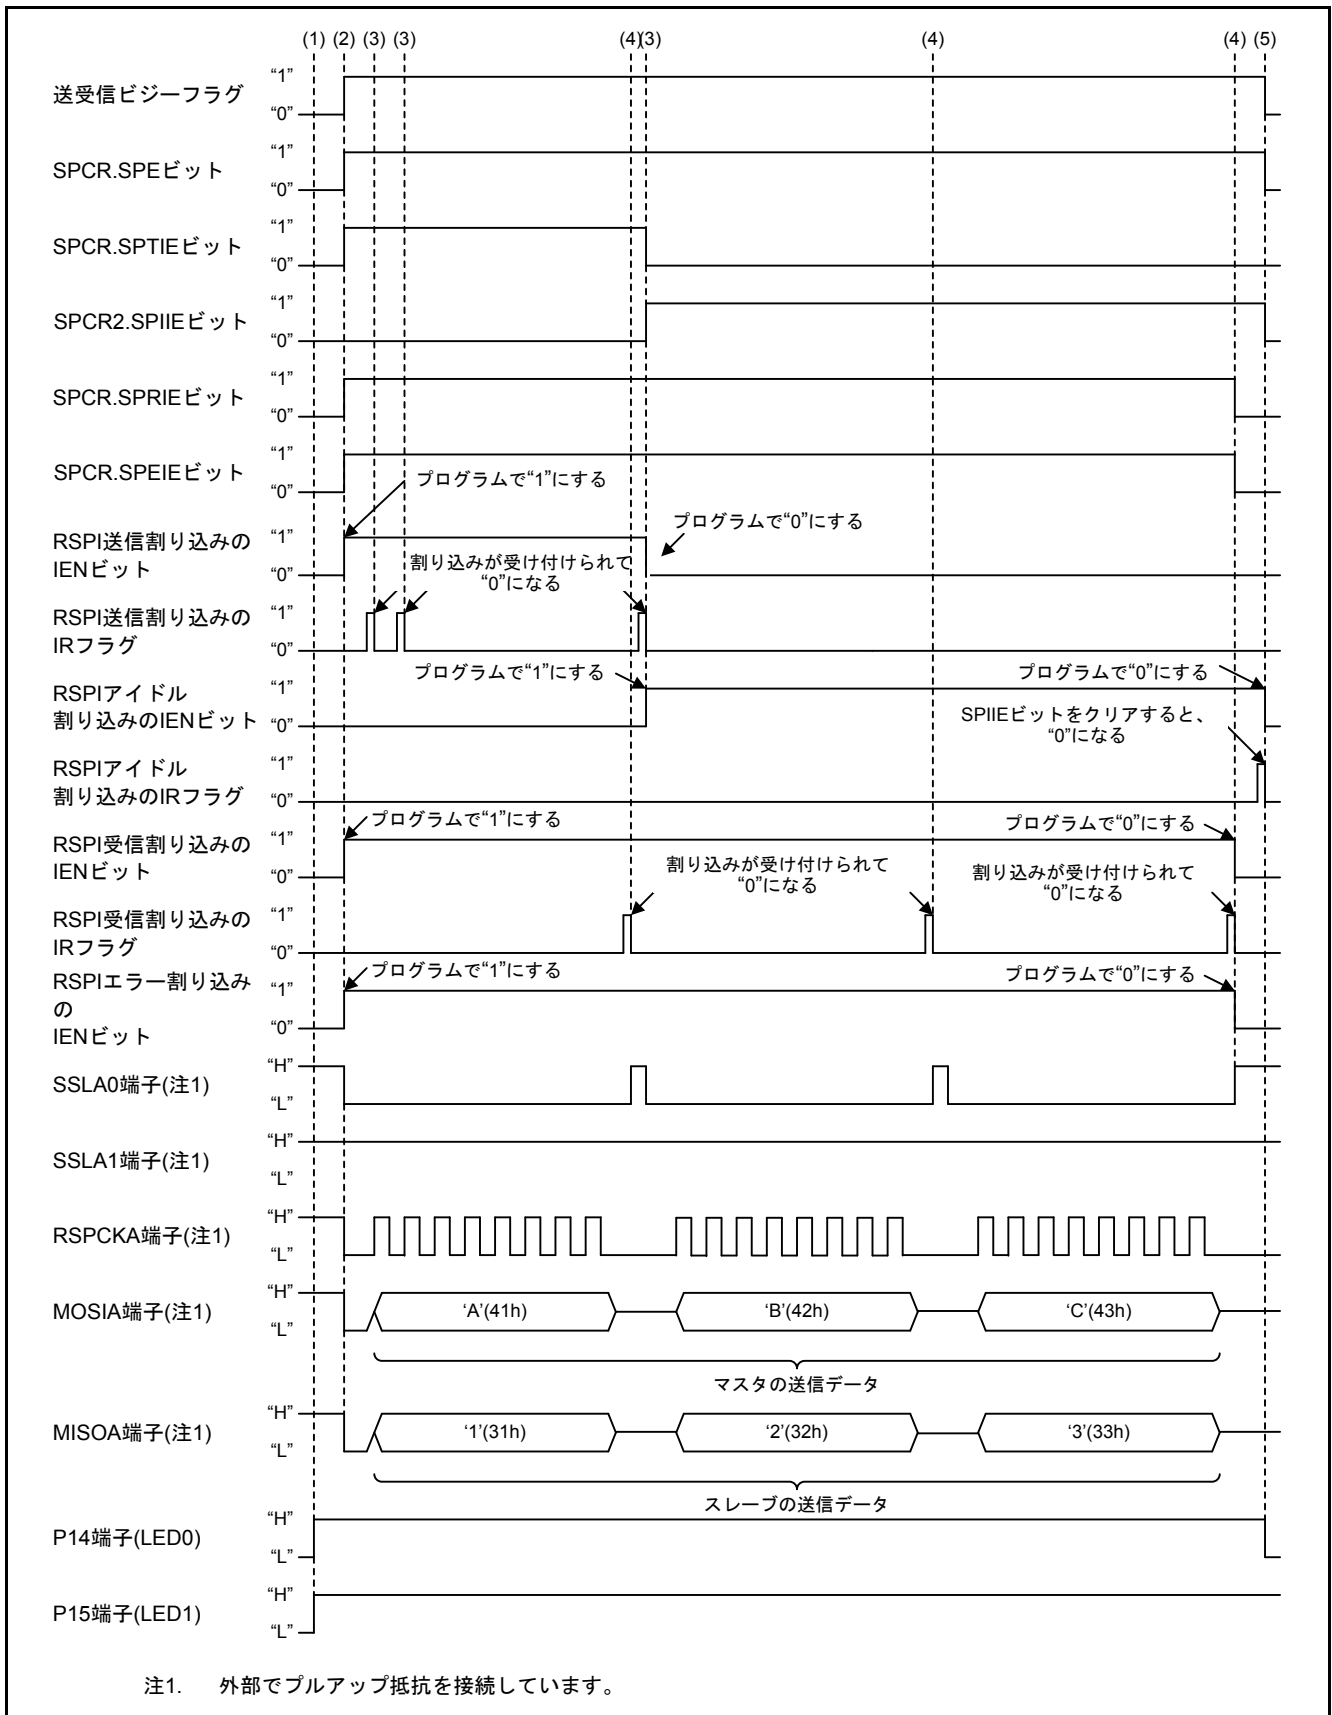 (1) (2) (3) (3) (4)(3) (4) (4) (5)
送受信ビジーフラグ “1” “0”
SPCR.SPEビット “1” “0”
SPCR.SPTIEビット “1” “0”
SPCR2.SPIIEビット “1” “0”
SPCR.SPRIEビット “1” “0”
SPCR.SPEIEビット “1” “0”
プログラムで“1”にする
RSPI送信割り込みの
IENビット “1” “0”
プログラムで“0”にする
割り込みが受け付けられて
“0”になる
RSPI送信割り込みの
IRフラグ “1” “0”
プログラムで“1”にする
プログラムで“0”にする
RSPIアイドル
割り込みのIENビット “1” “0”
SPIIEビットをクリアすると、
“0”になる
RSPIアイドル
割り込みのIRフラグ “1” “0”
プログラムで“1”にする
プログラムで“0”にする
RSPI受信割り込みの
IENビット “1” “0”
割り込みが受け付けられて
“0”になる
割り込みが受け付けられて
“0”になる
RSPI受信割り込みの
IRフラグ “1” “0”
プログラムで“1”にする
プログラムで“0”にする
RSPIエラー割り込み
の
IENビット “1” “0”
SSLA0端子(注1) “H” “L”
SSLA1端子(注1) “H” “L”
RSPCKA端子(注1) “H” “L”
MOSIA端子(注1) “H” “L” ‘A’(41h) ‘B’(42h) ‘C’(43h)
マスタの送信データ
MISOA端子(注1) “H” “L” ‘1’(31h) ‘2’(32h) ‘3’(33h)
スレーブの送信データ
P14端子(LED0) “H” “L”
P15端子(LED1) “H” “L”
注1. 外部でプルアップ抵抗を接続しています。